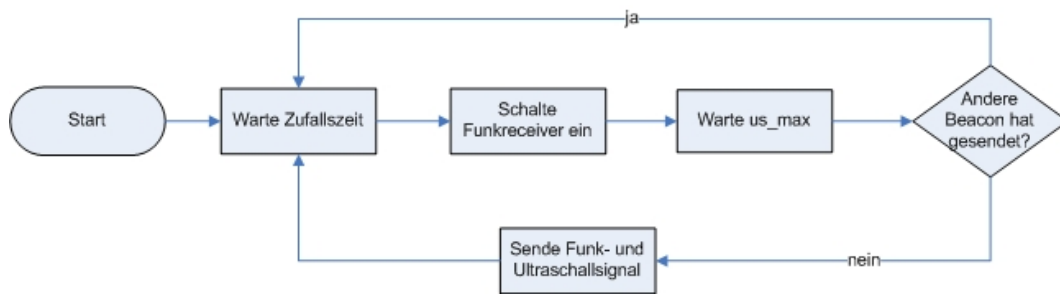 ja
Start
Warte Zufallszeit
Schalte
Funkreceiver ein
Warte us_max
Andere
Beacon hat
gesendet?
Sende Funk- und
Ultraschallsignal
nein